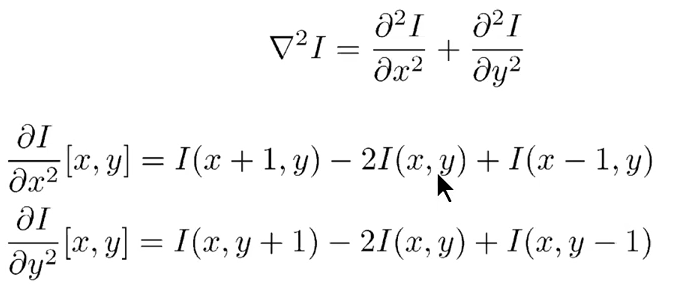 ∇²I = ∂²I/∂x² + ∂²I/∂y²
∂I/∂x² [x, y] = I(x + 1, y) − 2I(x, y) + I(x − 1, y)
∂I/∂y² [x, y] = I(x, y + 1) − 2I(x, y) + I(x, y − 1)